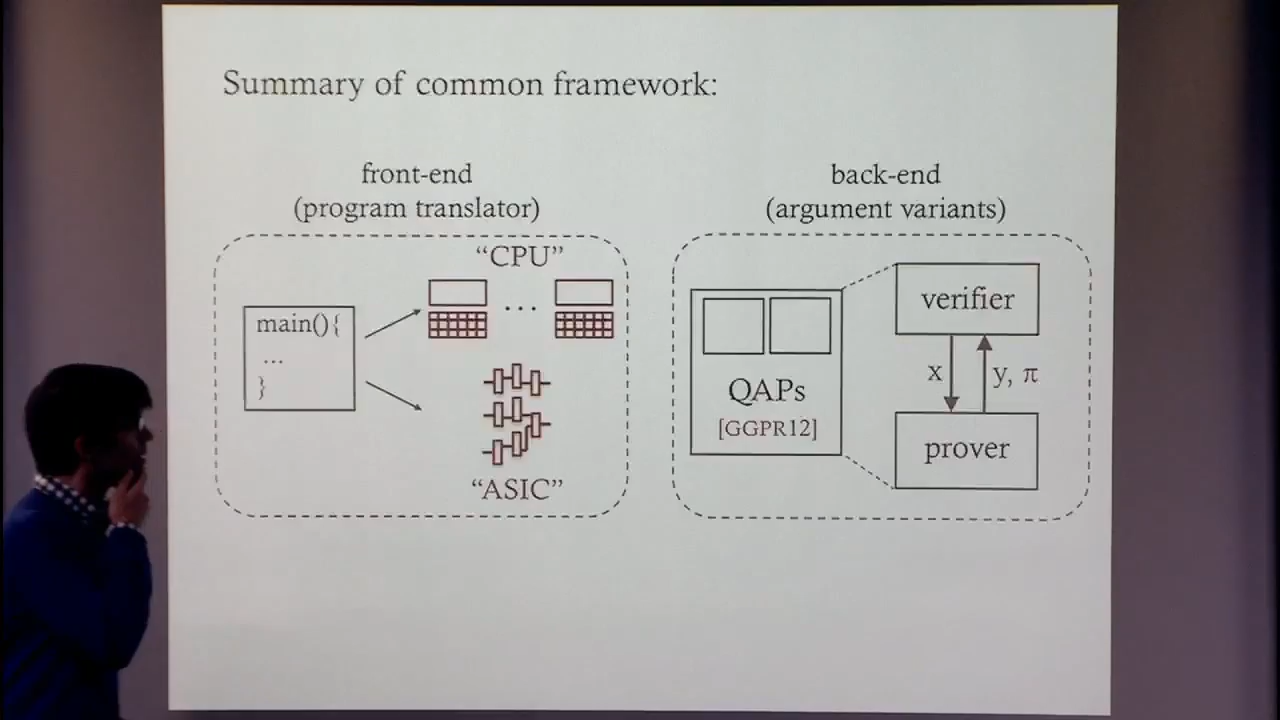 Summary of common framework:
front-end
(program translator)
“CPU”
...
main(){
...
}
“ASIC”
back-end
(argument variants)
QAPs
[GGPR12]
verifier
x
y, π
prover